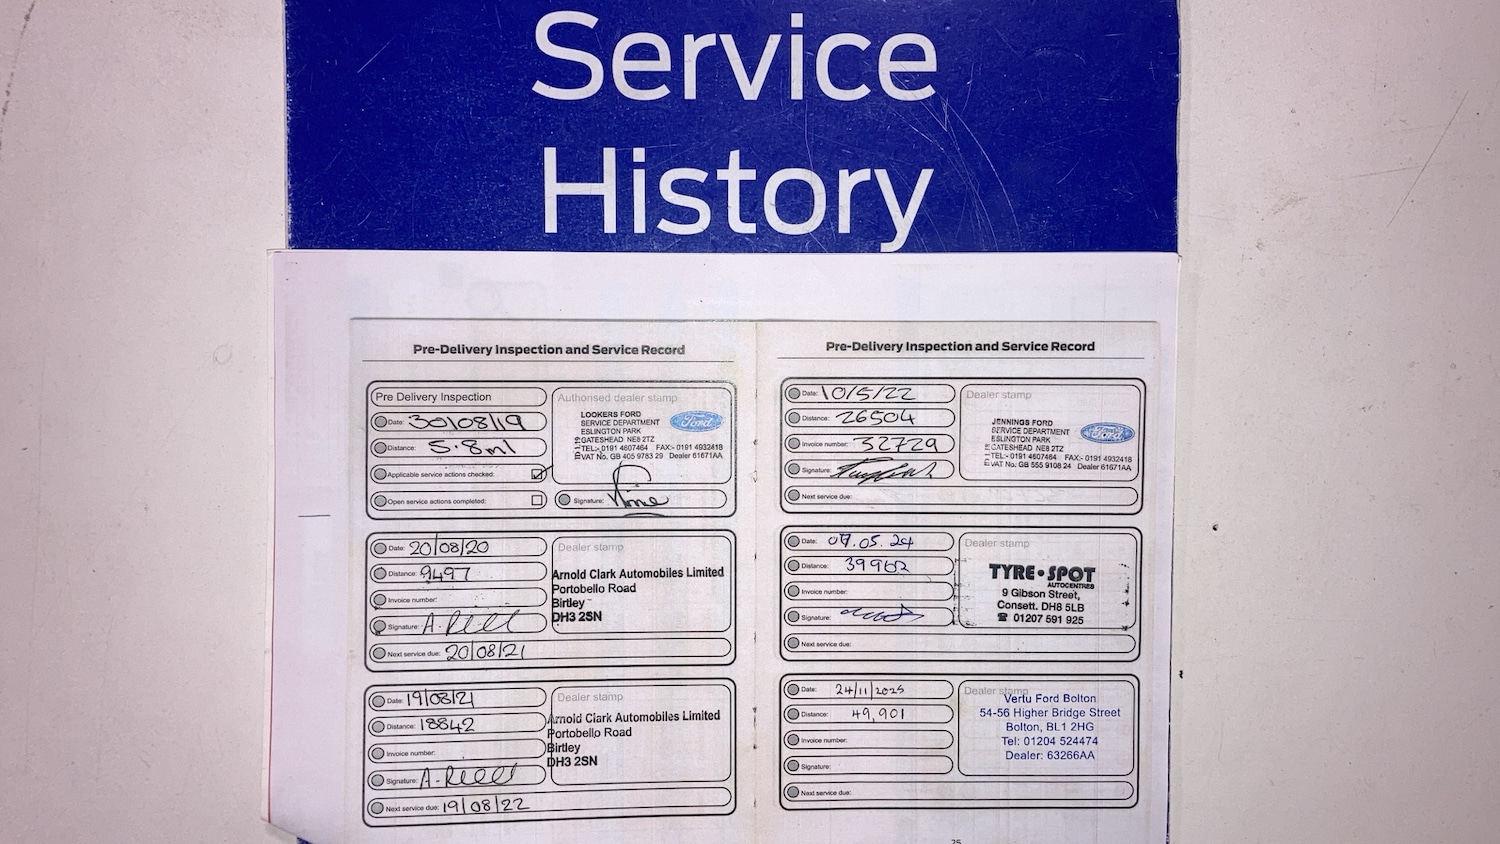 Service
History
Pre-Delivery Inspection and Service Record
Pre Delivery Inspection
Date: 30/08/19
Distance: 5.8ml
Applicable service actions checked:
Open service actions completed:
Authorised dealer stamp
LOOKERS FORD
SERVICE DEPARTMENT
ESLINGTON PARK
GATESHEAD NE8 2TZ
TEL:- 0191 4607464 FAX:- 0191 4932418
VAT No. GB 405 9783 29 Dealer 61671AA
Ford
Signature:
Date: 20/08/20
Distance: 9497
Invoice number:
Signature: A. Rell
Next service due: 20/08/21
Dealer stamp
Arnold Clark Automobiles Limited
Portobello Road
Birtley
DH3 2SN
Date: 19/08/21
Distance: 18842
Invoice number:
Signature: A. Rell
Next service due: 19/08/22
Dealer stamp
Arnold Clark Automobiles Limited
Portobello Road
Birtley
DH3 2SN
Pre-Delivery Inspection and Service Record
Date: 10/5/22
Distance: 26504
Invoice number: 32729
Signature:
Next service due:
Dealer stamp
JENNINGS FORD
SERVICE DEPARTMENT
ESLINGTON PARK
GATESHEAD NE8 2TZ
TEL:- 0191 4607464 FAX:- 0191 4932418
VAT No. GB 555 9108 24 Dealer 61671AA
Ford
Date: 07.05.24
Distance: 39962
Invoice number:
Signature:
Next service due:
Dealer stamp
TYRE•SPOT
AUTOCENTRES
9 Gibson Street,
Consett. DH8 5LB
☎ 01207 591 925
Date: 24/11/2025
Distance: 49,901
Invoice number:
Signature:
Next service due:
Dealer stamp
Vertu Ford Bolton
54-56 Higher Bridge Street
Bolton, BL1 2HG
Tel: 01204 524474
Dealer: 63266AA
25